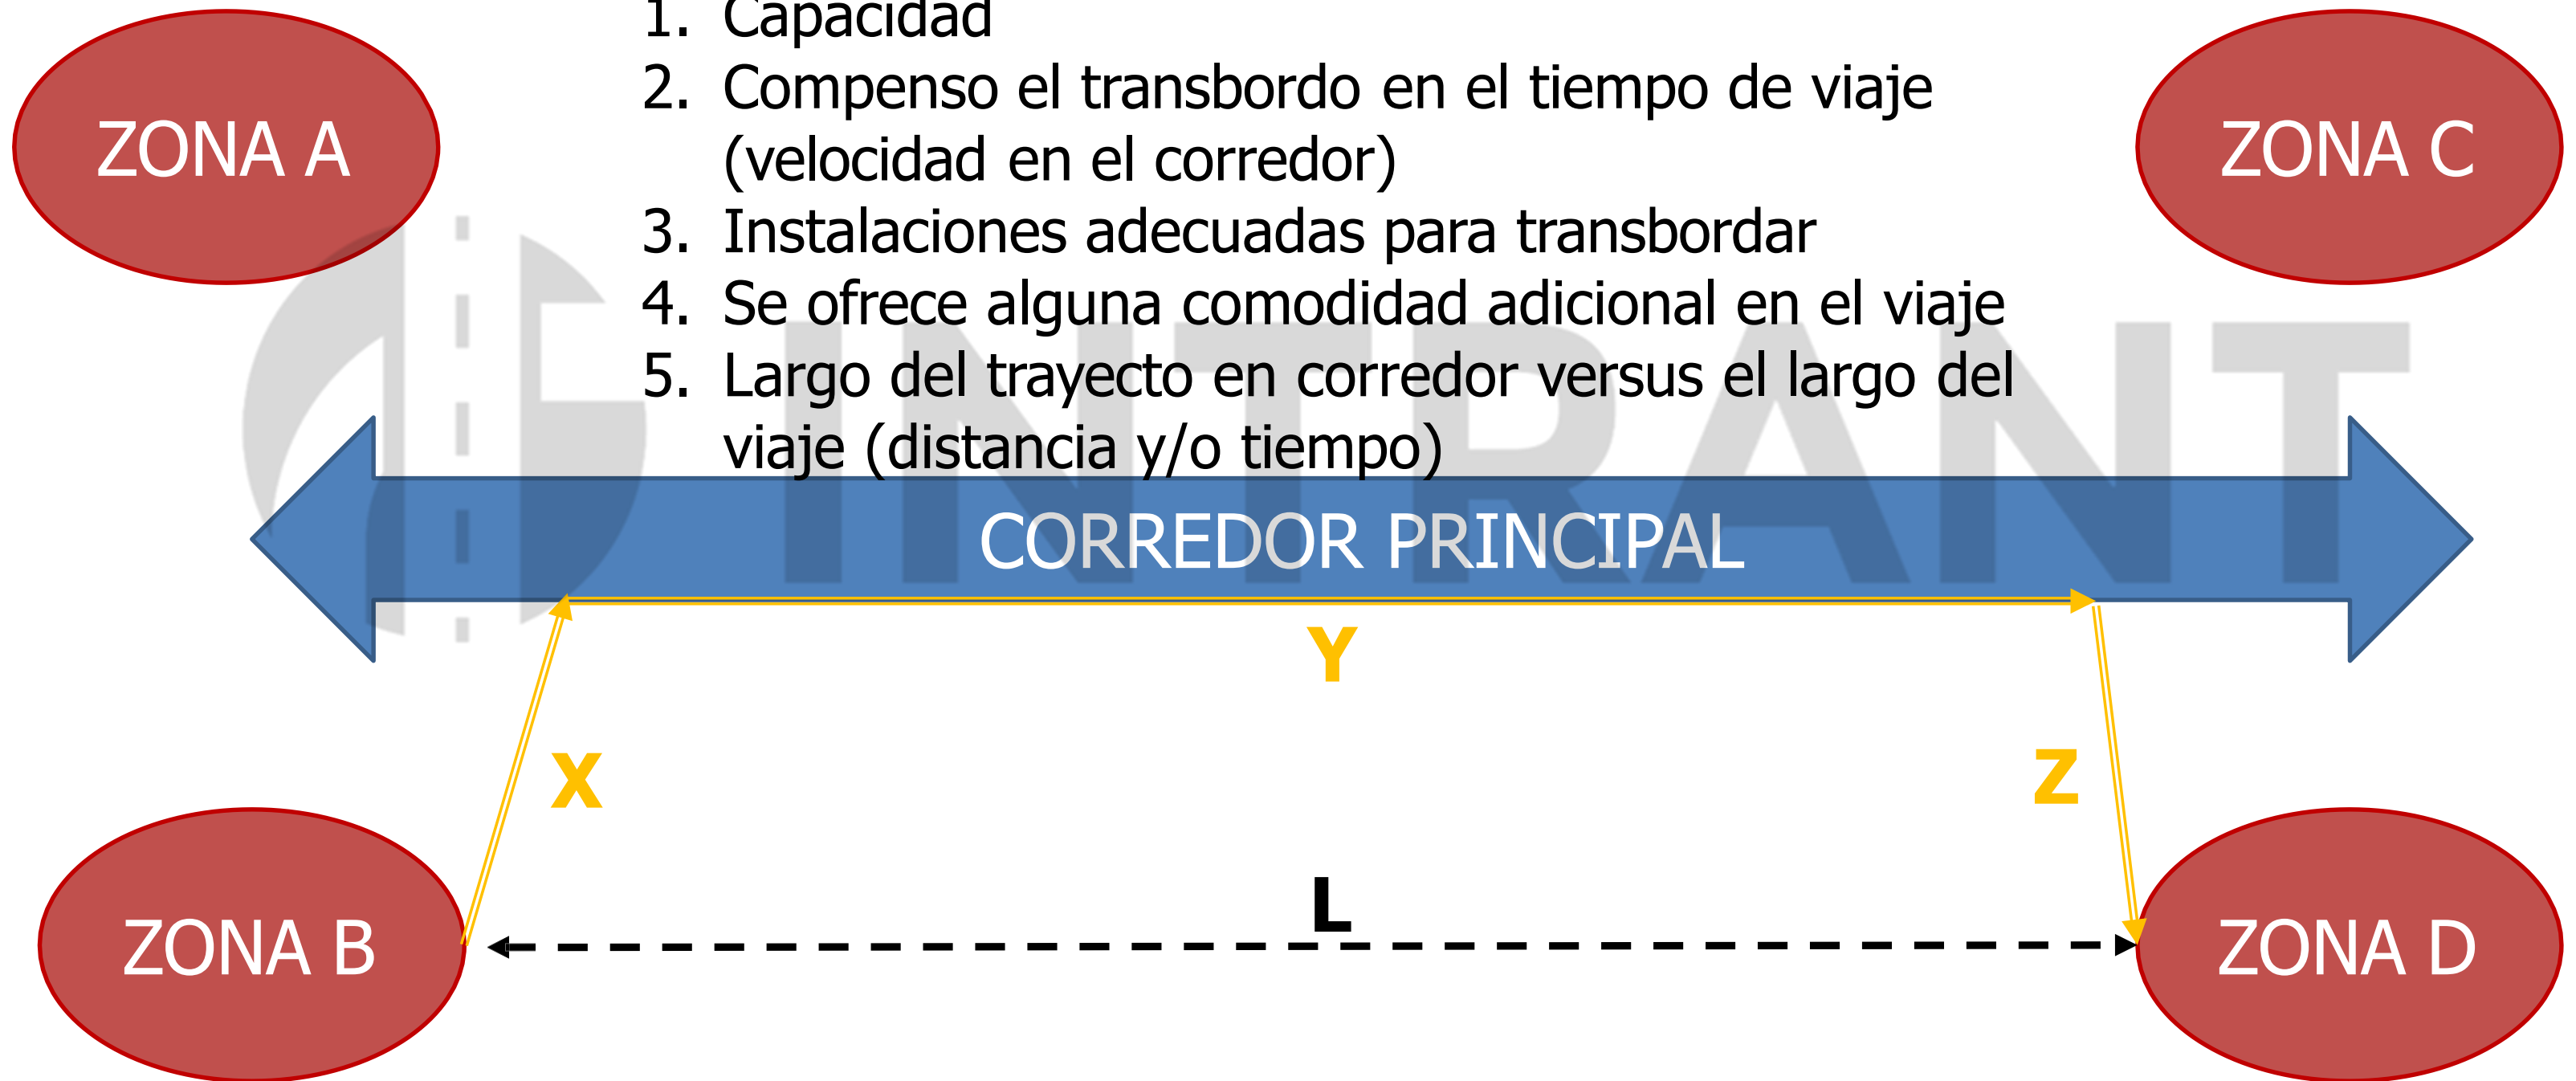 1. Capacidad
ZONA A
2. Compenso el transbordo en el tiempo de viaje
(velocidad en el corredor)
ZONA C
3. Instalaciones adecuadas para transbordar
4. Se ofrece alguna comodidad adicional en el viaje
5. Largo del trayecto en corredor versus el largo del
viaje (distancia y/o tiempo)
INTRANT
CORREDOR PRINCIPAL
Y
X
Z
L
ZONA B
ZONA D